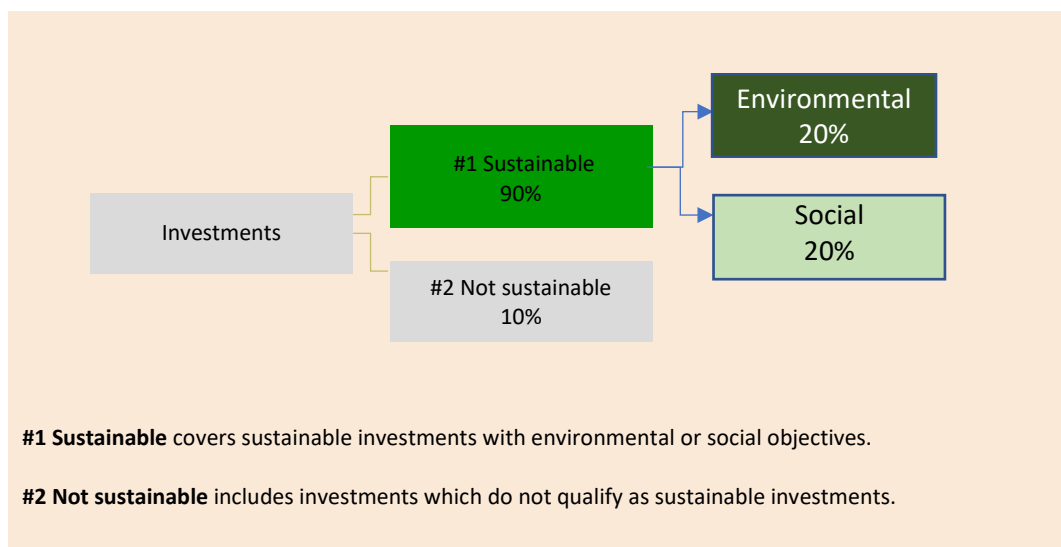 Environmental
20%
#1 Sustainable
90%
Social
20%
Investments
#2 Not sustainable
10%
#1 Sustainable covers sustainable investments with environmental or social objectives.
#2 Not sustainable includes investments which do not qualify as sustainable investments.